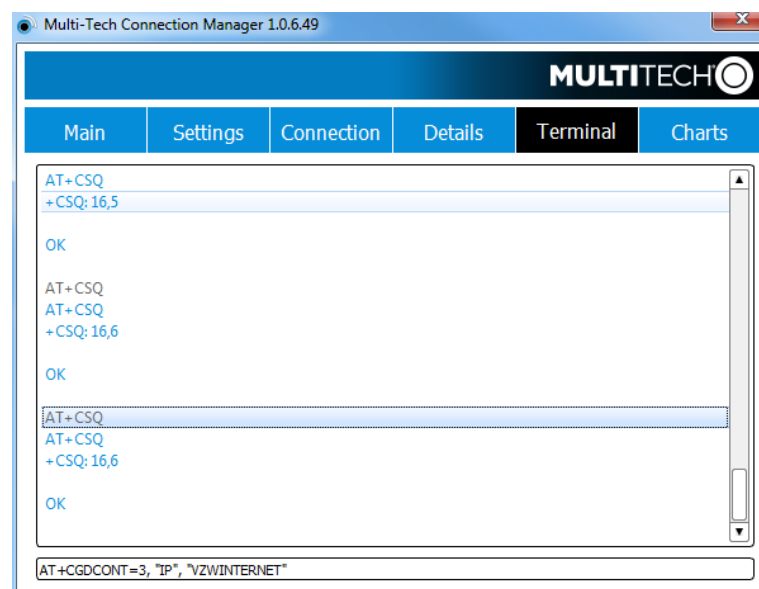 Multi-Tech Connection Manager 1.0.6.49
MULTITECH
Main Settings Connection Details Terminal Charts
AT+CSQ
+CSQ: 16,5
OK
AT+CSQ
AT+CSQ
+CSQ: 16,6
OK
AT+CSQ
AT+CSQ
+CSQ: 16,6
OK
AT+CGDCONT=3, "IP", "VZWINTERNET"